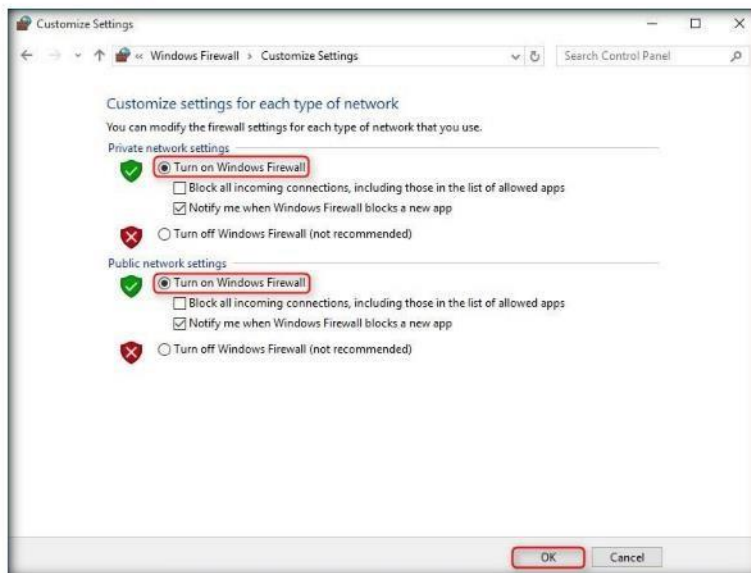 Customize Settings
« Windows Firewall › Customize Settings
Search Control Panel
Customize settings for each type of network
You can modify the firewall settings for each type of network that you use.
Private network settings
Turn on Windows Firewall
Block all incoming connections, including those in the list of allowed apps
Notify me when Windows Firewall blocks a new app
Turn off Windows Firewall (not recommended)
Public network settings
Turn on Windows Firewall
Block all incoming connections, including those in the list of allowed apps
Notify me when Windows Firewall blocks a new app
Turn off Windows Firewall (not recommended)
OK Cancel